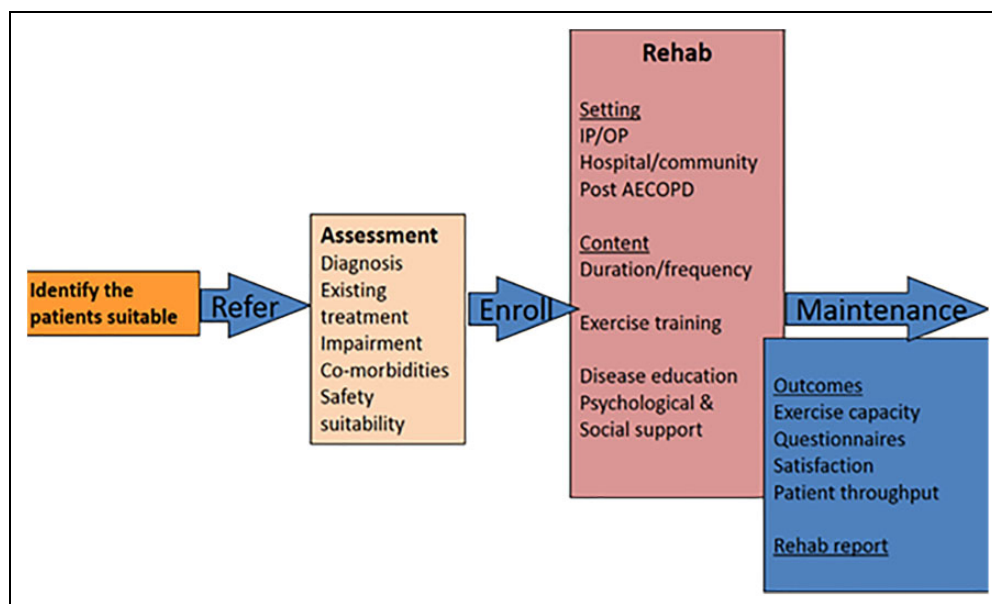 Identify the
patients suitable
Refer
Assessment
Diagnosis
Existing
treatment
Impairment
Co-morbidities
Safety
suitability
Enroll
Rehab
Setting
IP/OP
Hospital/community
Post AECOPD
Content
Duration/frequency
Exercise training
Disease education
Psychological &
Social support
Maintenance
Outcomes
Exercise capacity
Questionnaires
Satisfaction
Patient throughput
Rehab report